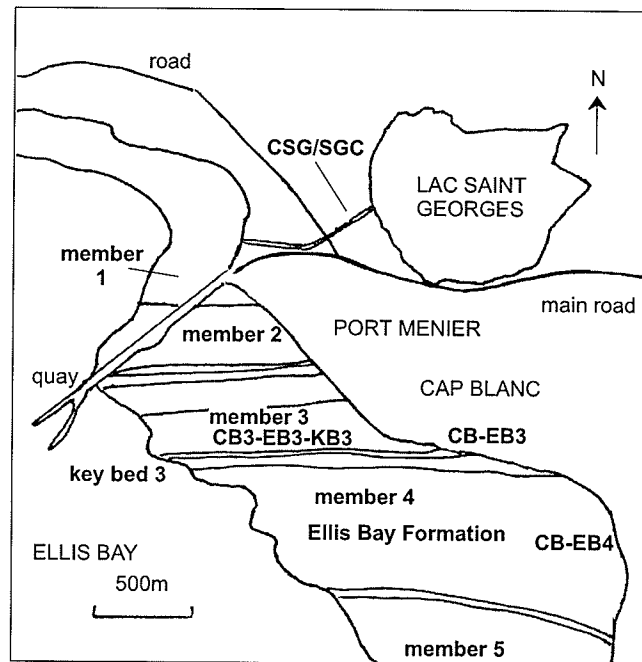 road
N
CSG/SGC
LAC SAINT
GEORGES
member
1
main road
member 2
PORT MENIER
quay
CAP BLANC
member 3
CB3-EB3-KB3
CB-EB3
key bed 3
member 4
Ellis Bay Formation
CB-EB4
ELLIS BAY
500m
member 5